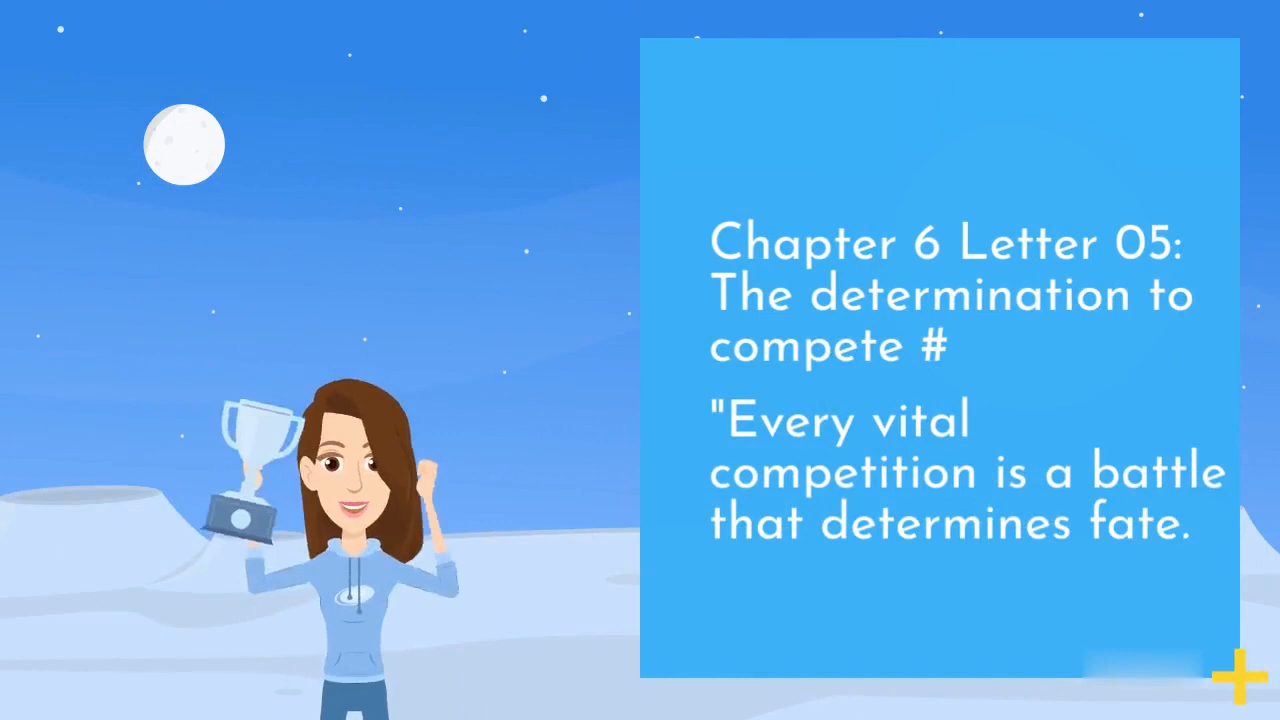 Chapter 6 Letter 05:
The determination to
compete #
"Every vital
competition is a battle
that determines fate.